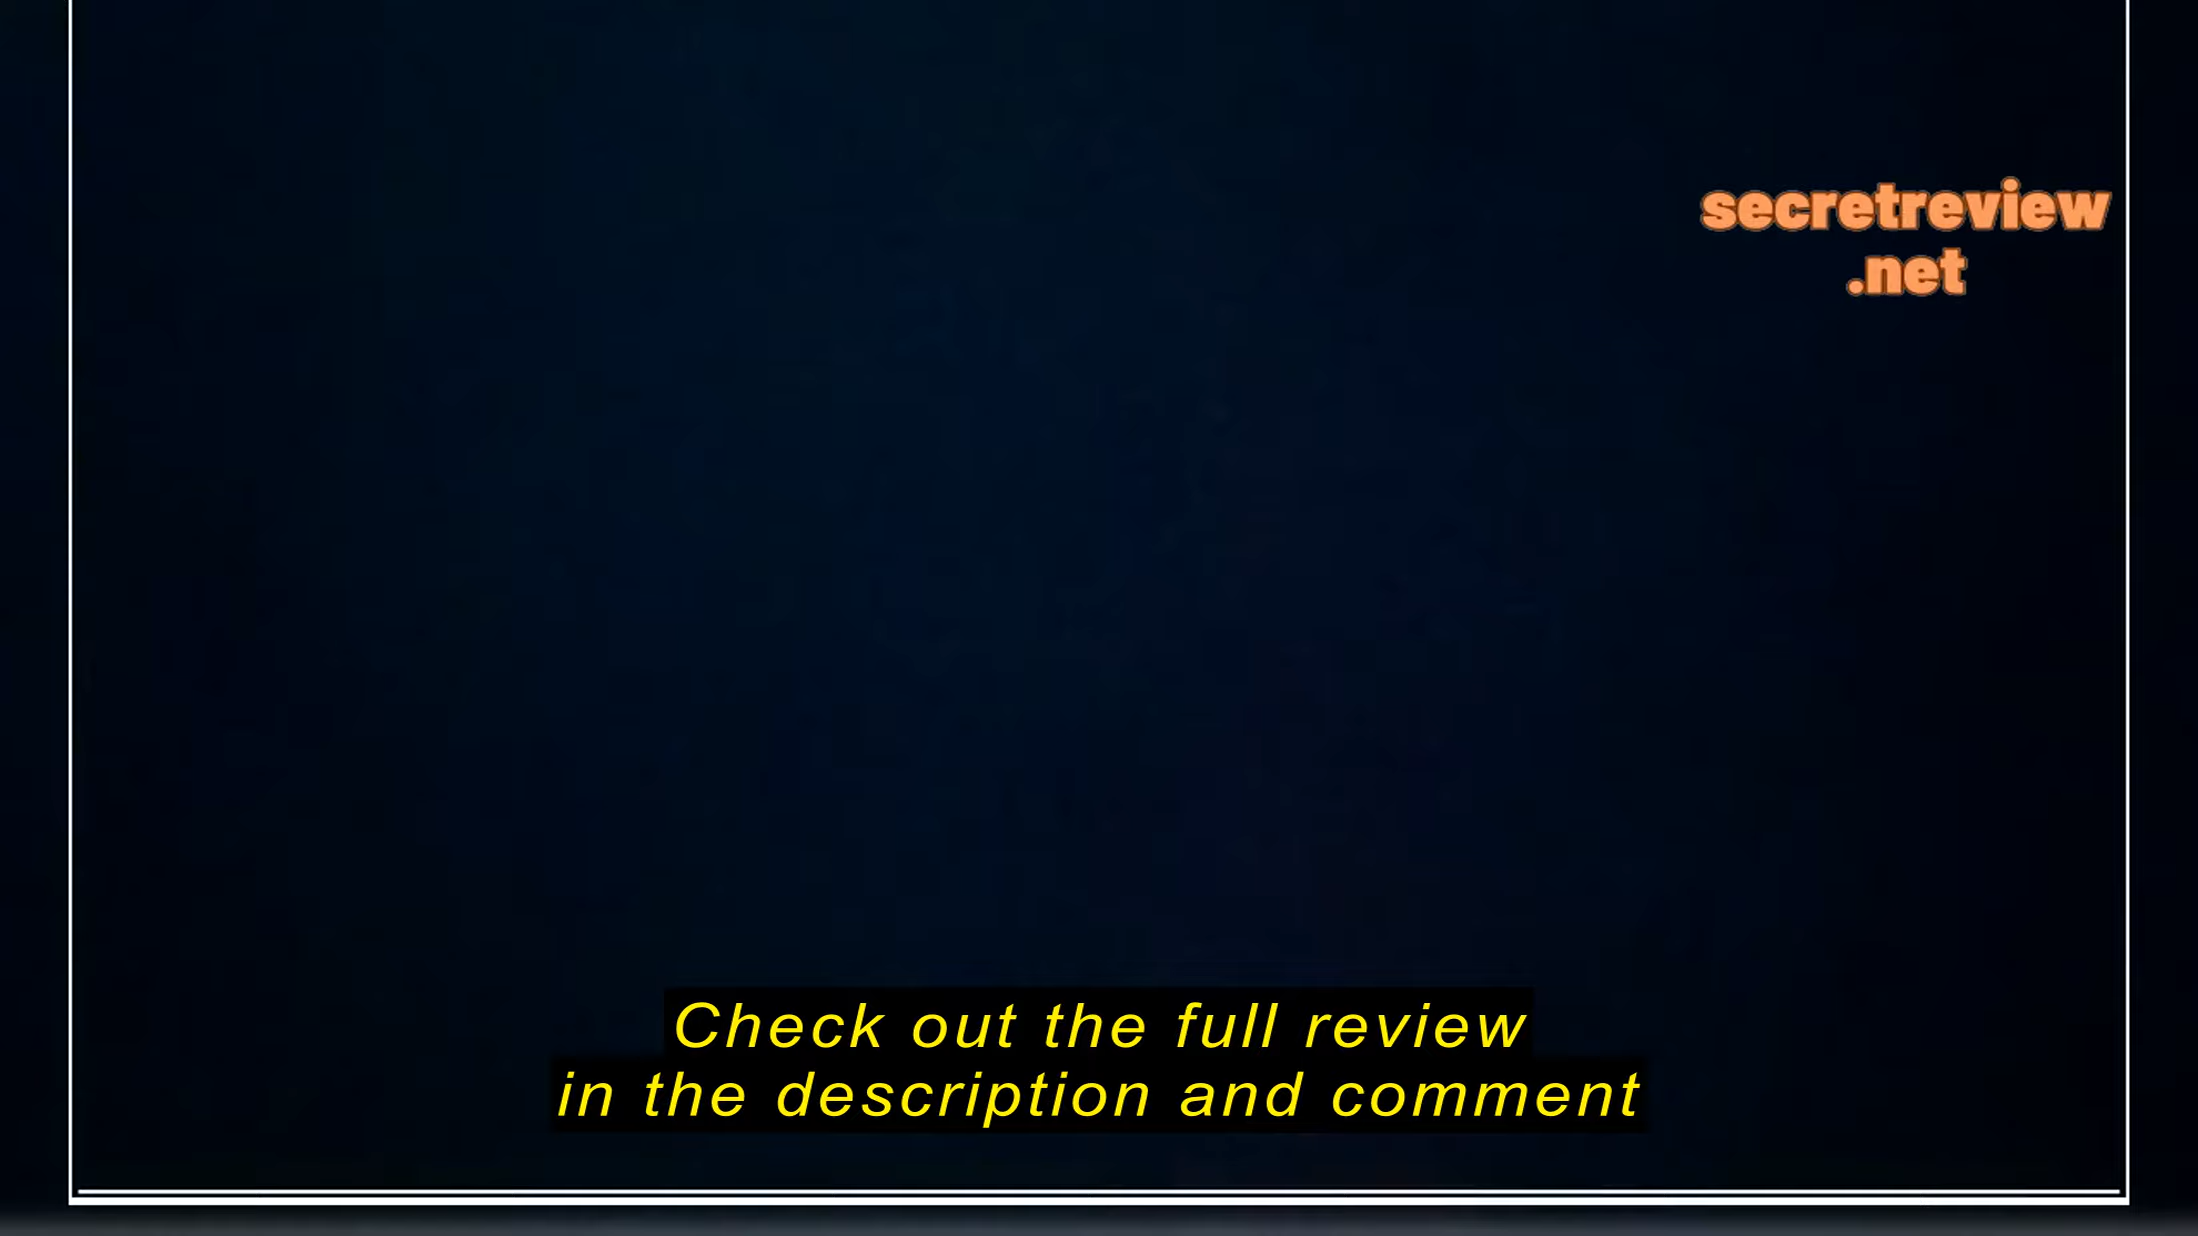 secretreview
.net
Check out the full review
in the description and comment